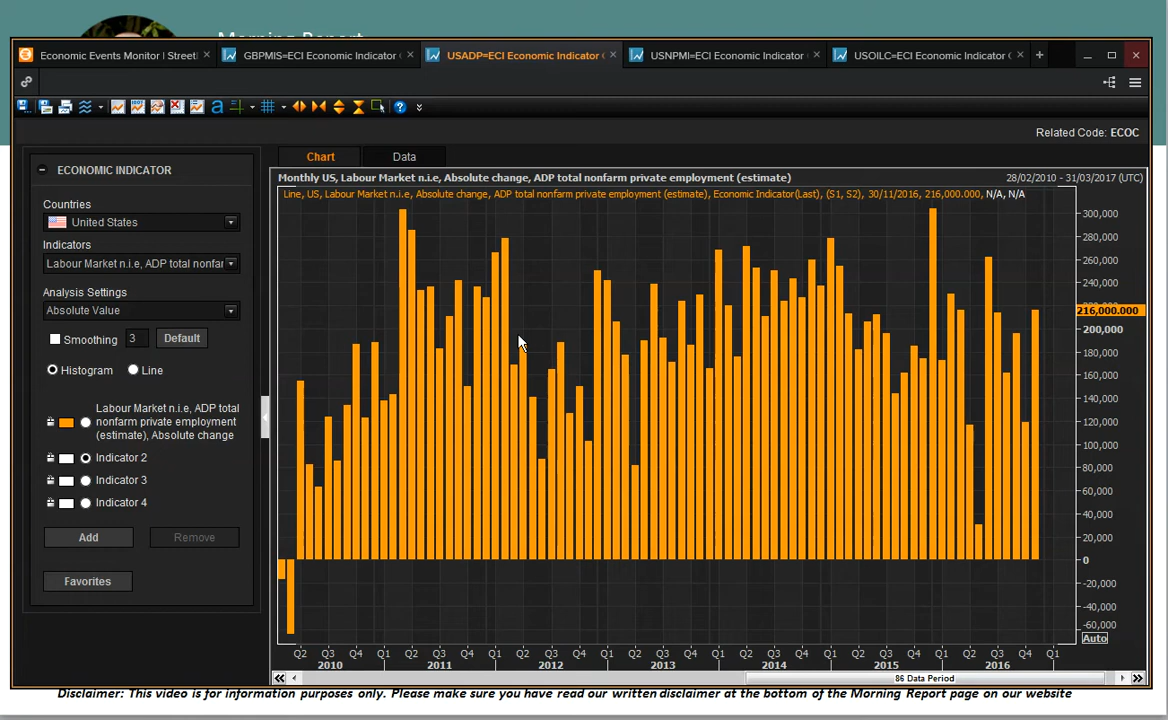 Morning Report
Economic Events Monitor | Street
GBPMIS=ECI Economic Indicator (
USADP=ECI Economic Indicator (
USNPMI=ECI Economic Indicator
USOILC=ECI Economic Indicator (
Related Code: ECOC
ECONOMIC INDICATOR
Countries
United States
Indicators
Labour Market n.i.e, ADP total nonfar
Analysis Settings
Absolute Value
Smoothing 3 Default
Histogram Line
Labour Market n.i.e, ADP total
nonfarm private employment
(estimate), Absolute change
Indicator 2
Indicator 3
Indicator 4
Add Remove
Favorites
Chart Data
Monthly US, Labour Market n.i.e, Absolute change, ADP total nonfarm private employment (estimate) 28/02/2010 - 31/03/2017 (UTC)
Line, US, Labour Market n.i.e, Absolute change, ADP total nonfarm private employment (estimate), Economic Indicator(Last), (S1, S2), 30/11/2016, 216,000.000, N/A, N/A
300,000
280,000
260,000
240,000
216,000.000
200,000
180,000
160,000
140,000
120,000
100,000
80,000
60,000
40,000
20,000
0
-20,000
-40,000
-60,000
Auto
Q2 Q3 Q4 Q1 Q2 Q3 Q4 Q1 Q2 Q3 Q4 Q1 Q2 Q3 Q4 Q1 Q2 Q3 Q4 Q1 Q2 Q3 Q4 Q1 Q2 Q3 Q4 Q1
2010 2011 2012 2013 2014 2015 2016
86 Data Period
Disclaimer: This video is for information purposes only. Please make sure you have read our written disclaimer at the bottom of the Morning Report page on our website